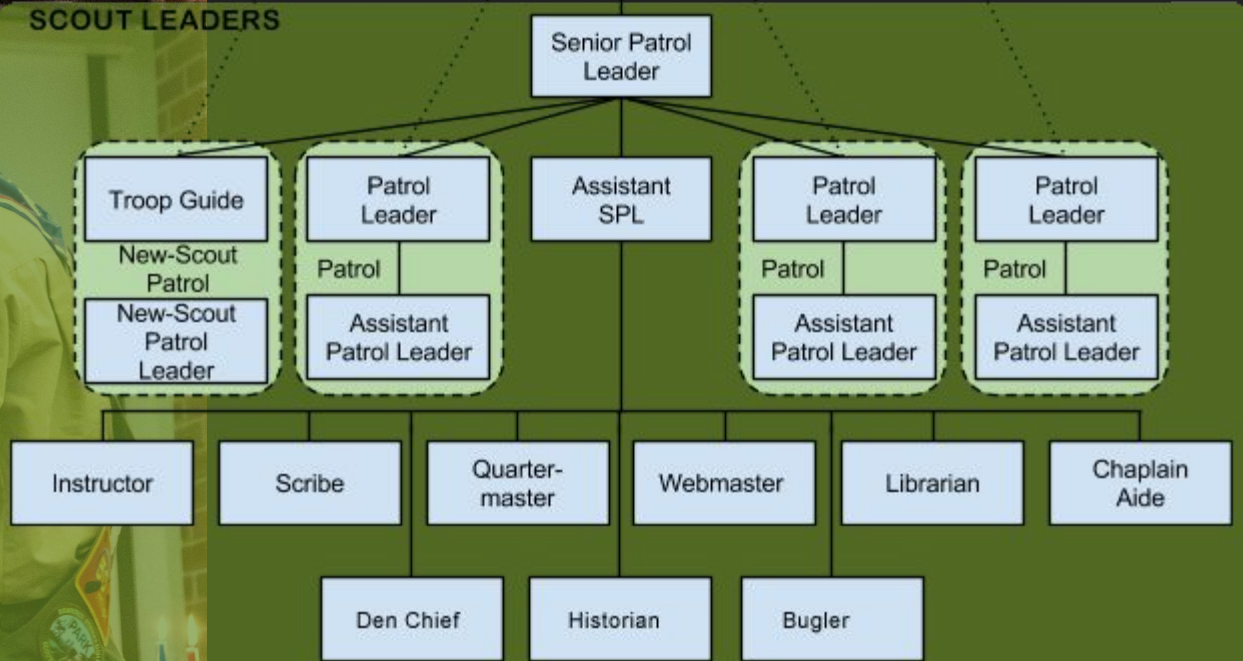 SCOUT LEADERS
Senior Patrol
Leader
Troop Guide
New-Scout
Patrol
New-Scout
Patrol
Leader
Patrol
Leader
Patrol
Assistant
Patrol Leader
Assistant
SPL
Patrol
Leader
Patrol
Assistant
Patrol Leader
Patrol
Leader
Patrol
Assistant
Patrol Leader
Instructor
Scribe
Quarter-
master
Webmaster
Librarian
Chaplain
Aide
Den Chief
Historian
Bugler
PARK